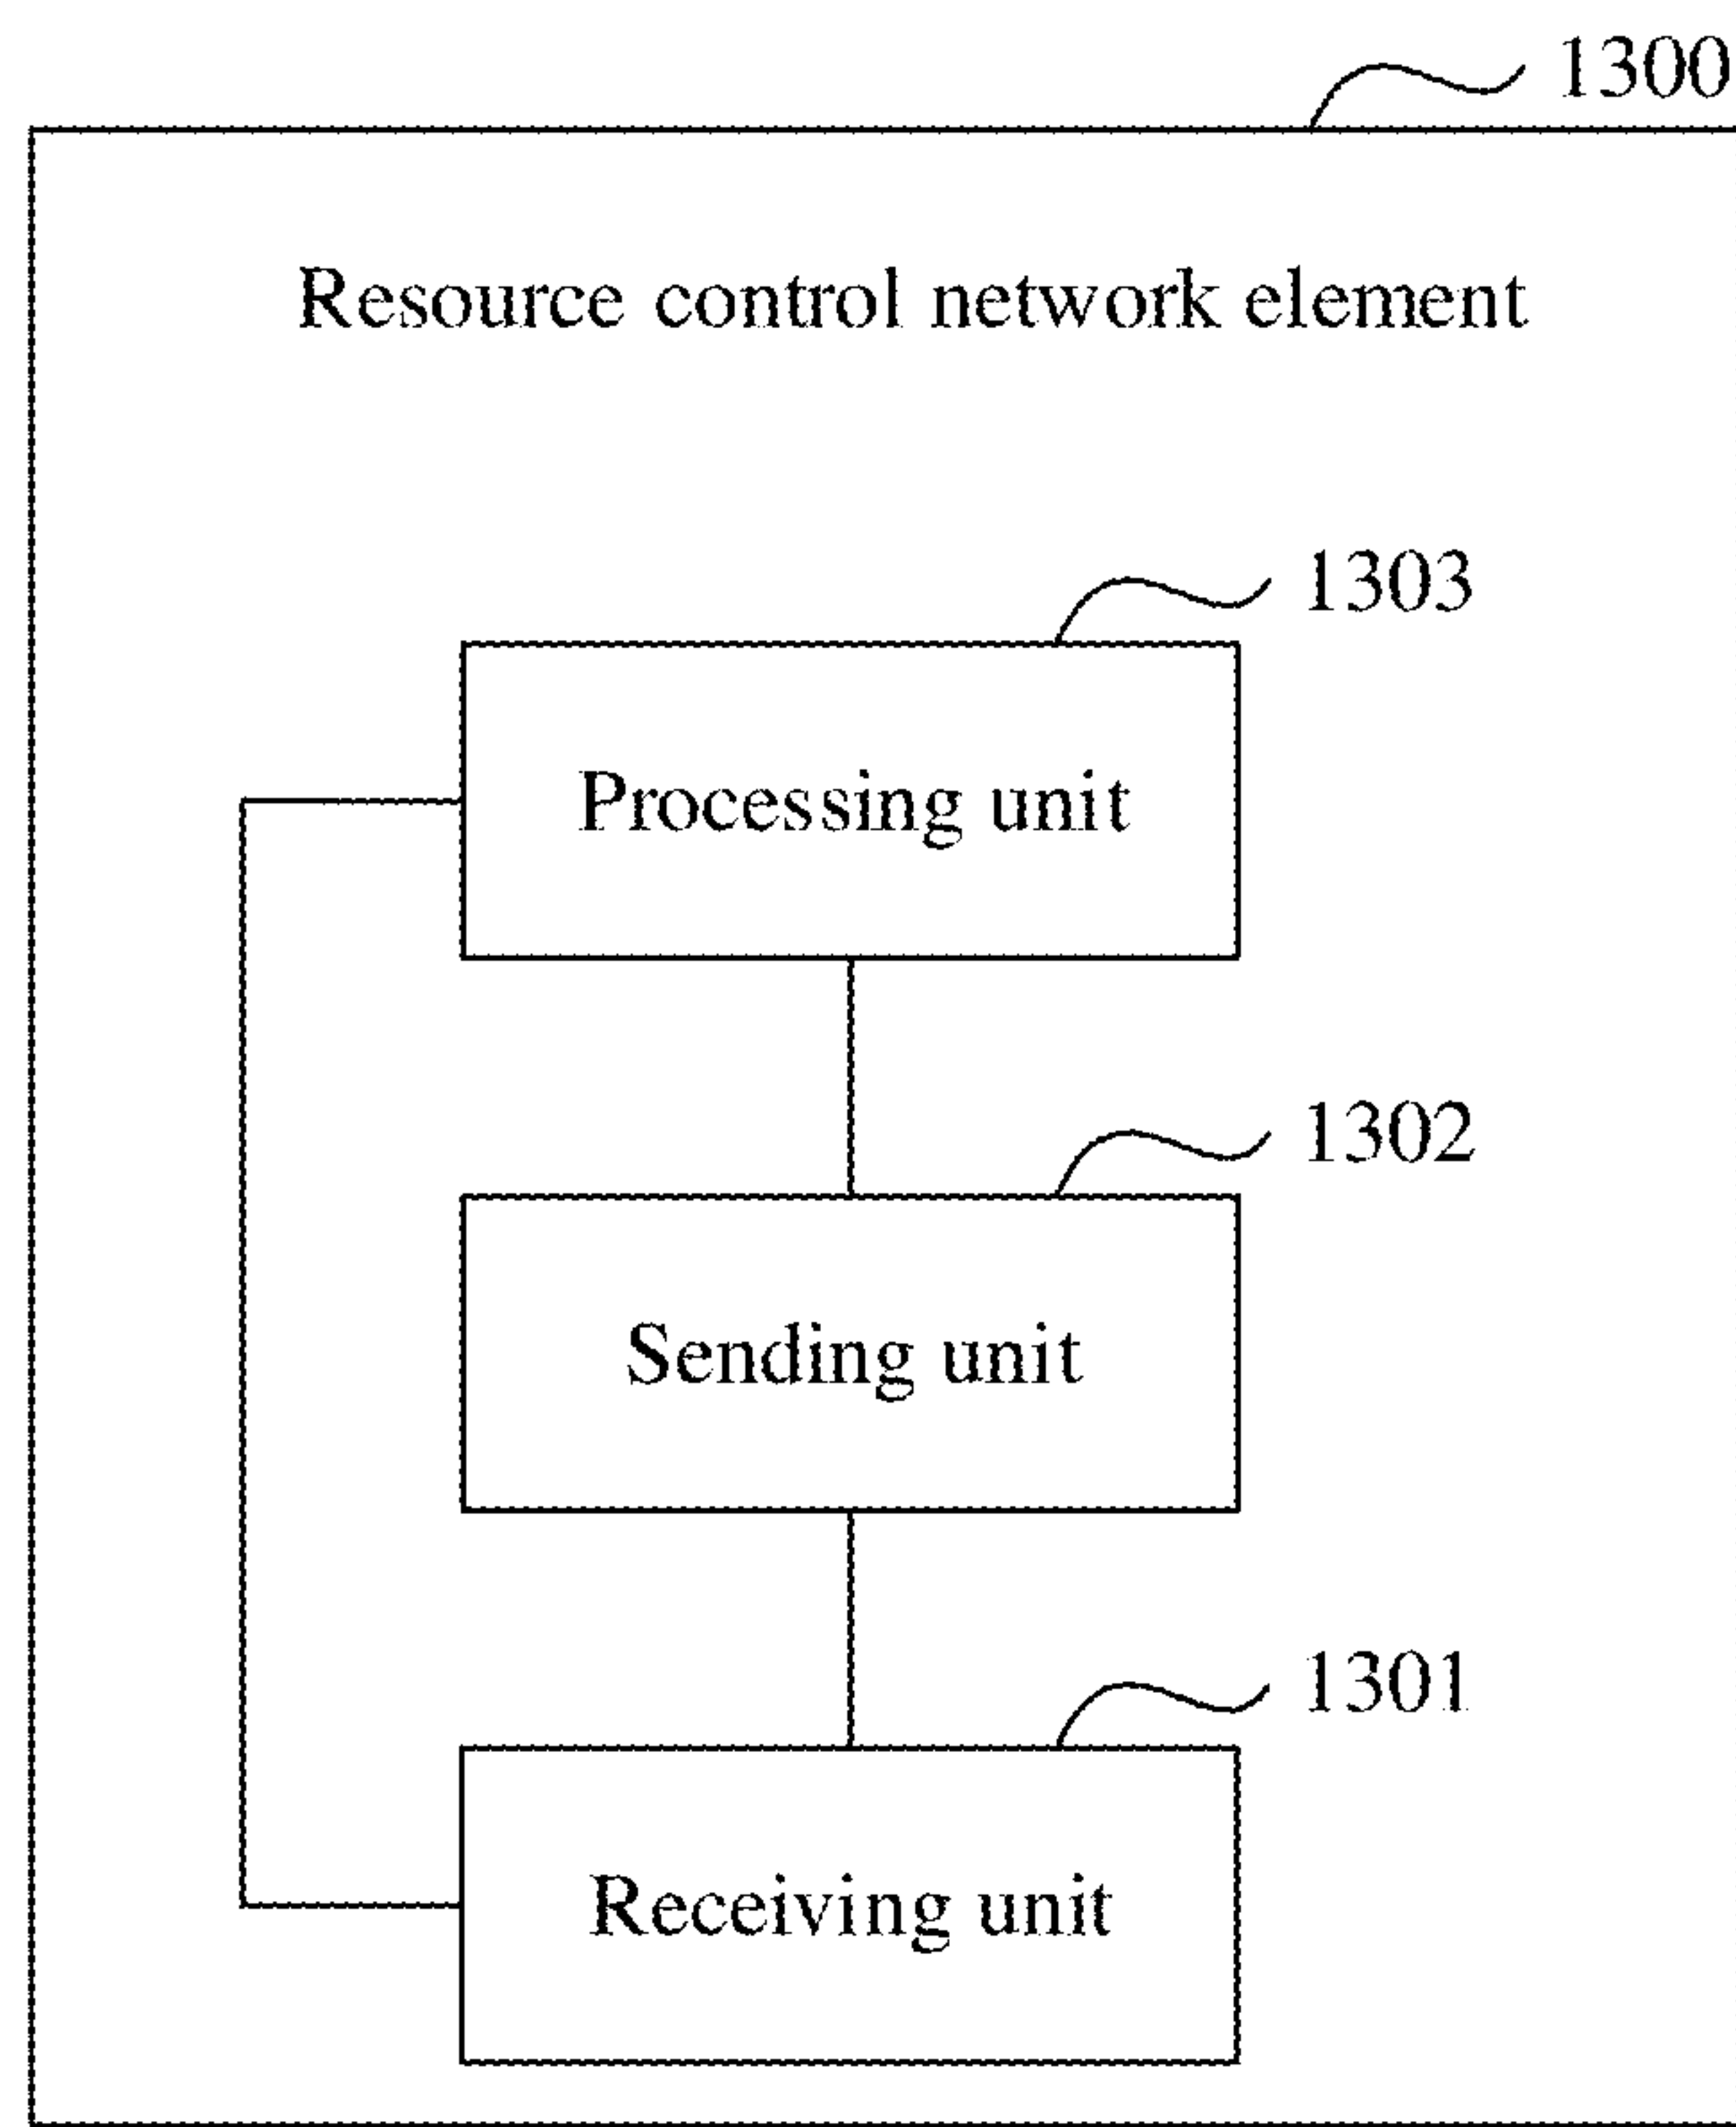 1300
Resource control network element
1303
Processing unit
1302
Sending unit
1301
Receiving unit